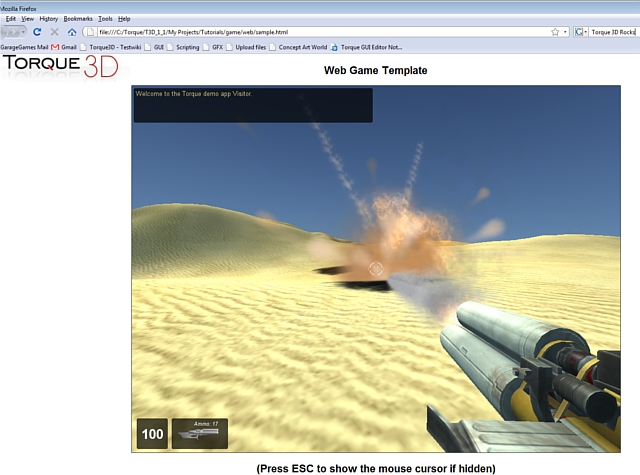 Mozilla Firefox
Edit View History Bookmarks Tools Help
file:///C:/Torque/T3D_1_1/My Projects/Tutorials/game/web/sample.html
Torque 3D Rocks
GarageGames Mail Gmail Torque3D - Testwiki GUI Scripting GFX Upload files Concept Art World Torque GUI Editor Not...
TORQUE 3D
Web Game Template
Welcome to the Torque demo app Visitor.
100
Ammo: 17
(Press ESC to show the mouse cursor if hidden)